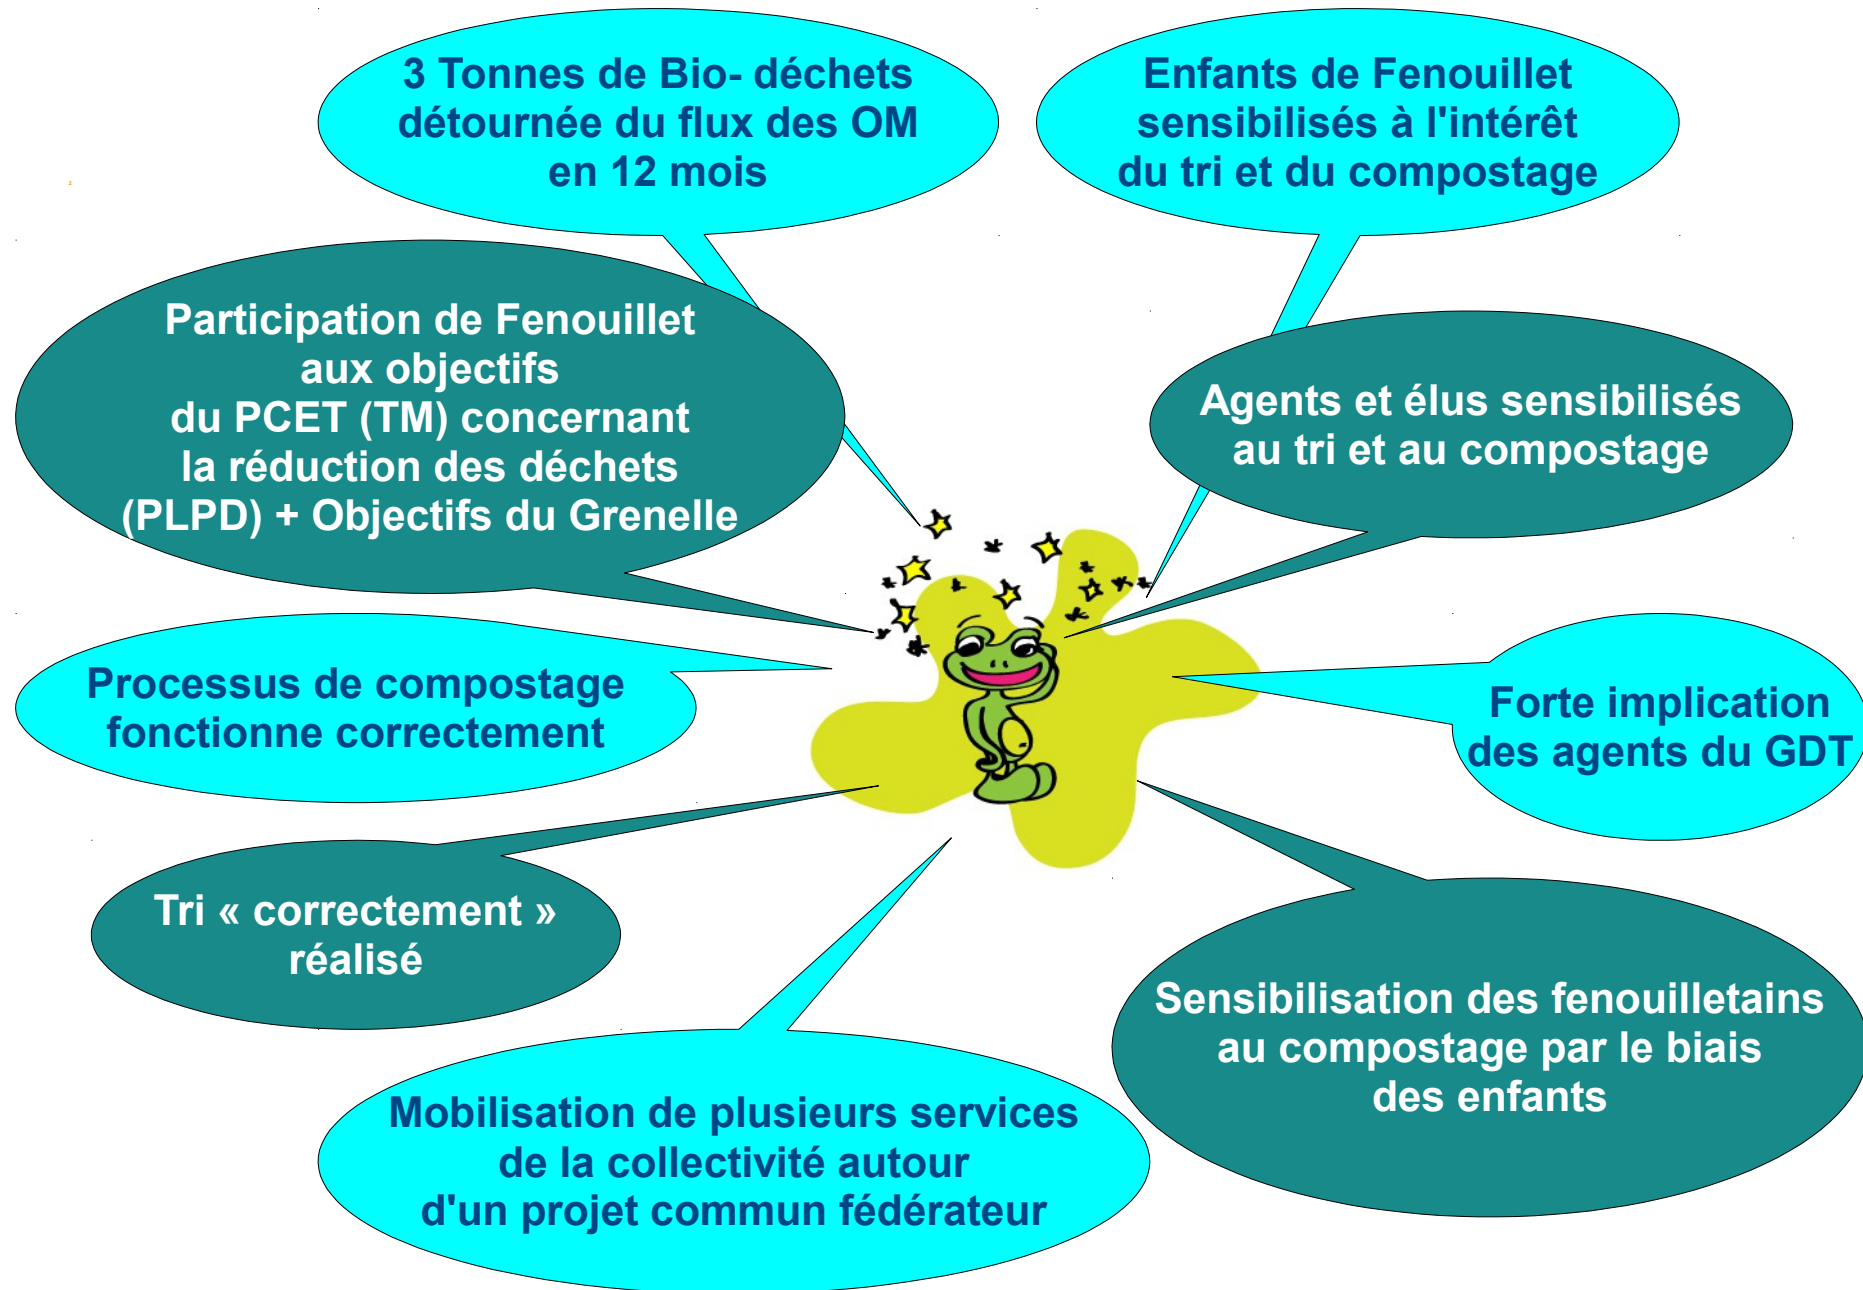 3 Tonnes de Bio- déchets
détournée du flux des OM
en 12 mois
Enfants de Fenouillet
sensibilisés à l'intérêt
du tri et du compostage
Participation de Fenouillet
aux objectifs
du PCET (TM) concernant
la réduction des déchets
(PLPD) + Objectifs du Grenelle
Agents et élus sensibilisés
au tri et au compostage
Processus de compostage
fonctionne correctement
Forte implication
des agents du GDT
Tri « correctement »
réalisé
Sensibilisation des fenouilletains
au compostage par le biais
des enfants
Mobilisation de plusieurs services
de la collectivité autour
d'un projet commun fédérateur